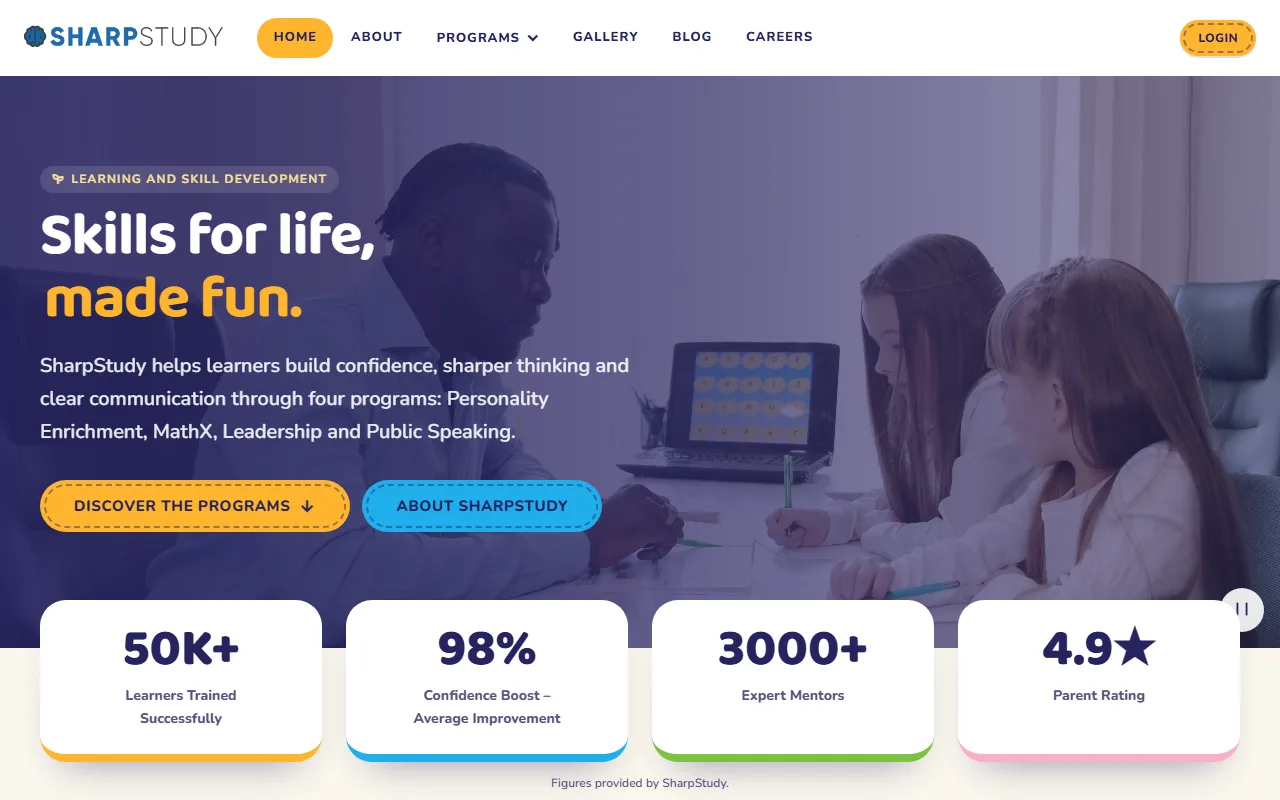 SHARPSTUDY
HOME
ABOUT
PROGRAMS
GALLERY
BLOG
CAREERS
LOGIN
LEARNING AND SKILL DEVELOPMENT
Skills for life,
made fun.
SharpStudy helps learners build confidence, sharper thinking and
clear communication through four programs: Personality
Enrichment, MathX, Leadership and Public Speaking.
DISCOVER THE PROGRAMS ↓
ABOUT SHARPSTUDY
50K+
Learners Trained
Successfully
98%
Confidence Boost –
Average Improvement
3000+
Expert Mentors
4.9★
Parent Rating
Figures provided by SharpStudy.